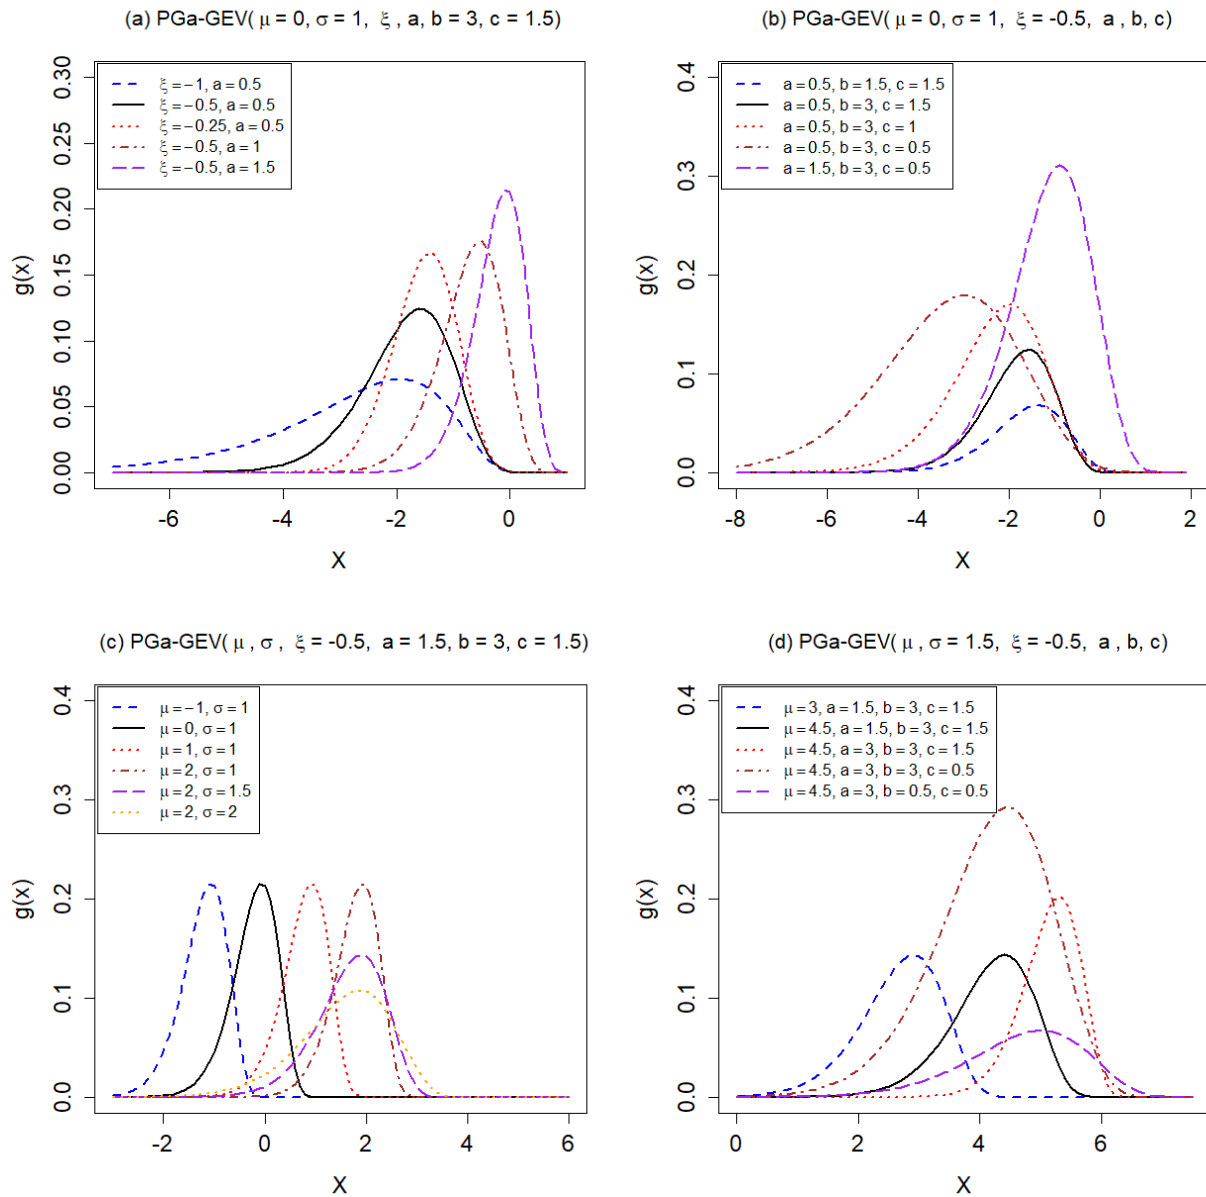 (a) PGa-GEV( μ = 0, σ = 1,  ξ , a, b = 3, c = 1.5)
0.30
0.25
0.20
0.15
0.10
0.05
0.00
g(x)
ξ = −1, a = 0.5
ξ = −0.5, a = 0.5
ξ = −0.25, a = 0.5
ξ = −0.5, a = 1
ξ = −0.5, a = 1.5
-6 -4 -2 0
X
(b) PGa-GEV( μ = 0, σ = 1,  ξ = -0.5,  a , b, c)
0.4
0.3
0.2
0.1
0.0
g(x)
a = 0.5, b = 1.5, c = 1.5
a = 0.5, b = 3, c = 1.5
a = 0.5, b = 3, c = 1
a = 0.5, b = 3, c = 0.5
a = 1.5, b = 3, c = 0.5
-8 -6 -4 -2 0 2
X
(c) PGa-GEV( μ , σ ,  ξ = -0.5,  a = 1.5, b = 3, c = 1.5)
0.4
0.3
0.2
0.1
0.0
g(x)
μ = −1, σ = 1
μ = 0, σ = 1
μ = 1, σ = 1
μ = 2, σ = 1
μ = 2, σ = 1.5
μ = 2, σ = 2
-2 0 2 4 6
X
(d) PGa-GEV( μ , σ = 1.5,  ξ = -0.5,  a , b, c)
0.4
0.3
0.2
0.1
0.0
g(x)
μ = 3, a = 1.5, b = 3, c = 1.5
μ = 4.5, a = 1.5, b = 3, c = 1.5
μ = 4.5, a = 3, b = 3, c = 1.5
μ = 4.5, a = 3, b = 3, c = 0.5
μ = 4.5, a = 3, b = 0.5, c = 0.5
0 2 4 6
X